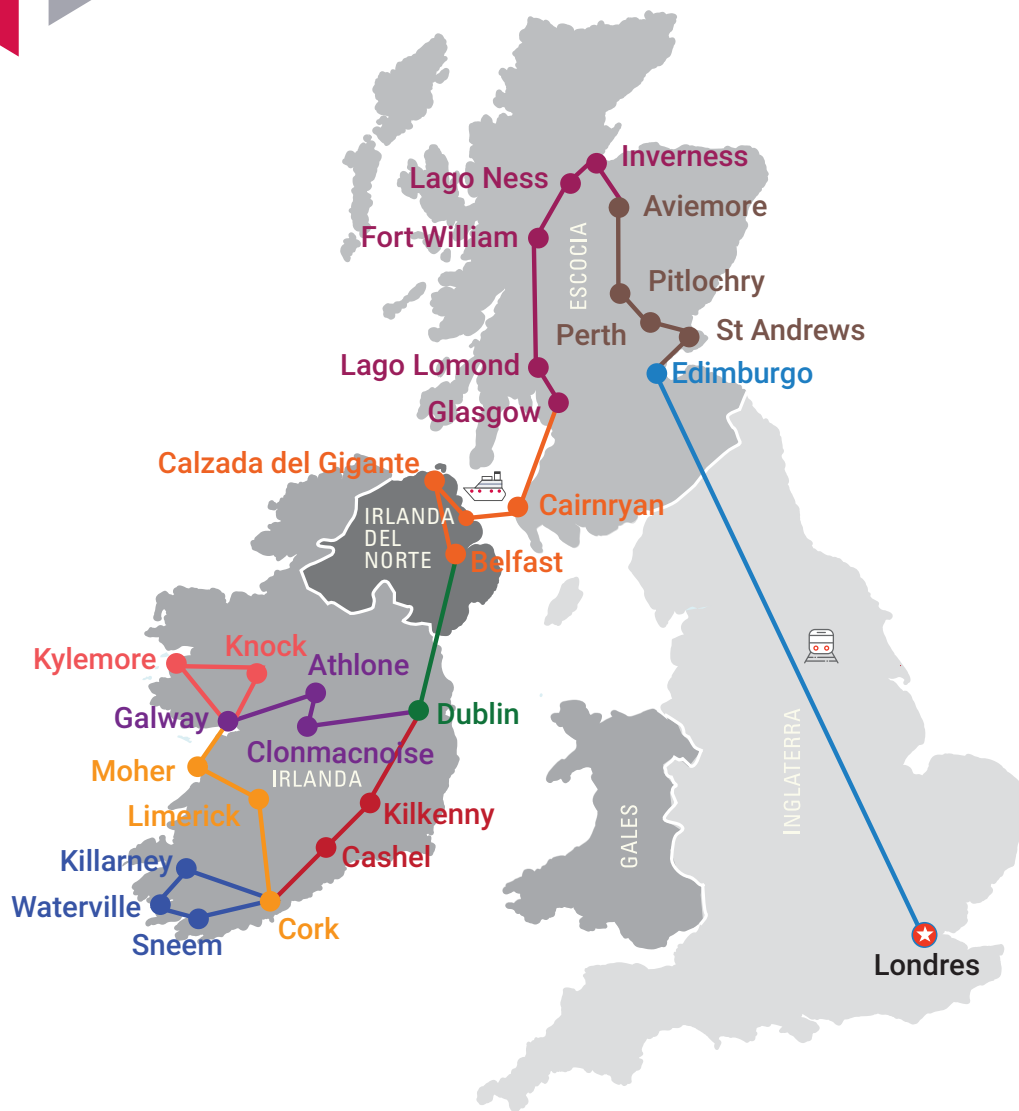 Inverness
Lago Ness
Aviemore
Fort William
ESCOCIA
Pitlochry
Perth
St Andrews
Lago Lomond
Edimburgo
Glasgow
Calzada del Gigante
Cairnryan
IRLANDA
DEL
NORTE
Belfast
Knock
Kylemore
Athlone
Galway
Dublin
Clonmacnoise
Moher
IRLANDA
INGLATERRA
Limerick
Kilkenny
GALES
Cashel
Killarney
Waterville
Cork
Sneem
Londres